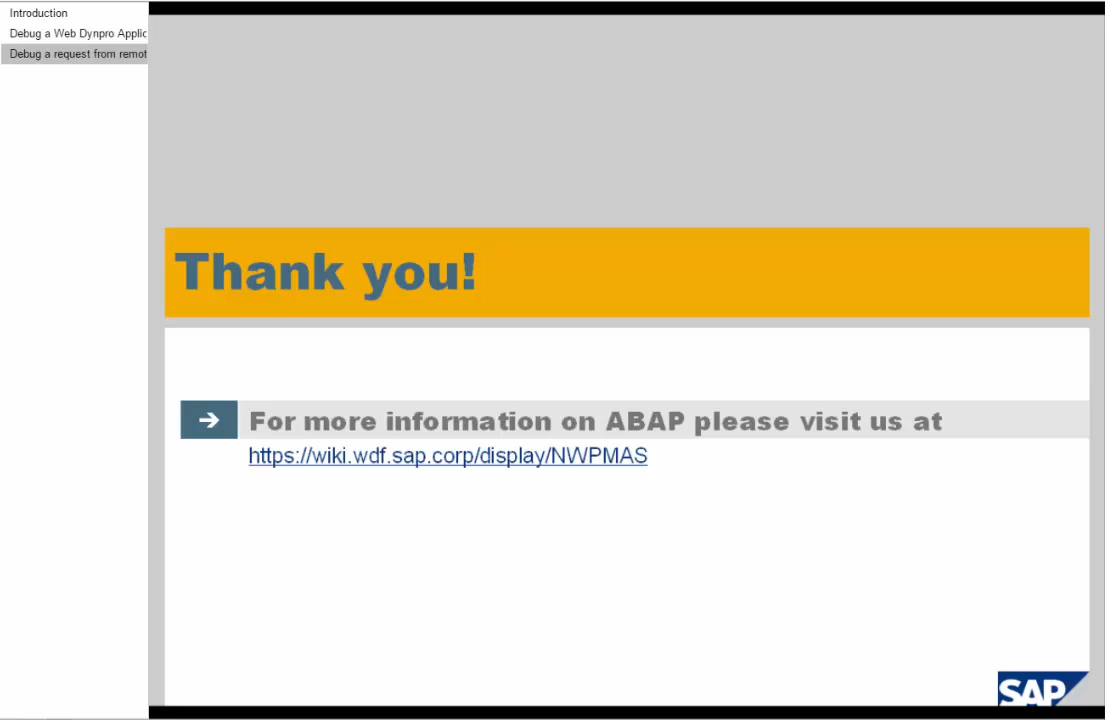 Introduction
Debug a Web Dynpro Applic
Debug a request from remot
Thank you!
For more information on ABAP please visit us at
https://wiki.wdf.sap.corp/display/NWPMAS
SAP